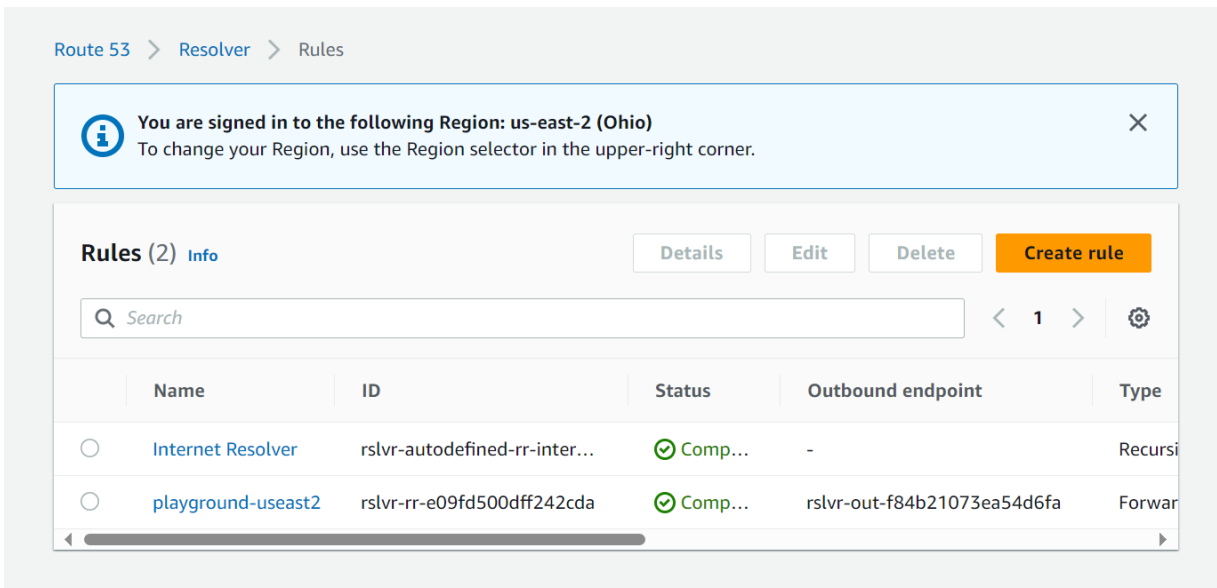 Route 53 > Resolver > Rules
You are signed in to the following Region: us-east-2 (Ohio)
To change your Region, use the Region selector in the upper-right corner.
Rules (2) Info
Details Edit Delete Create rule
Search 1
Name ID Status Outbound endpoint Type
Internet Resolver rslvr-autodefined-rr-inter... Comp... - Recursi
playground-useast2 rslvr-rr-e09fd500dff242cda Comp... rslvr-out-f84b21073ea54d6fa Forwar